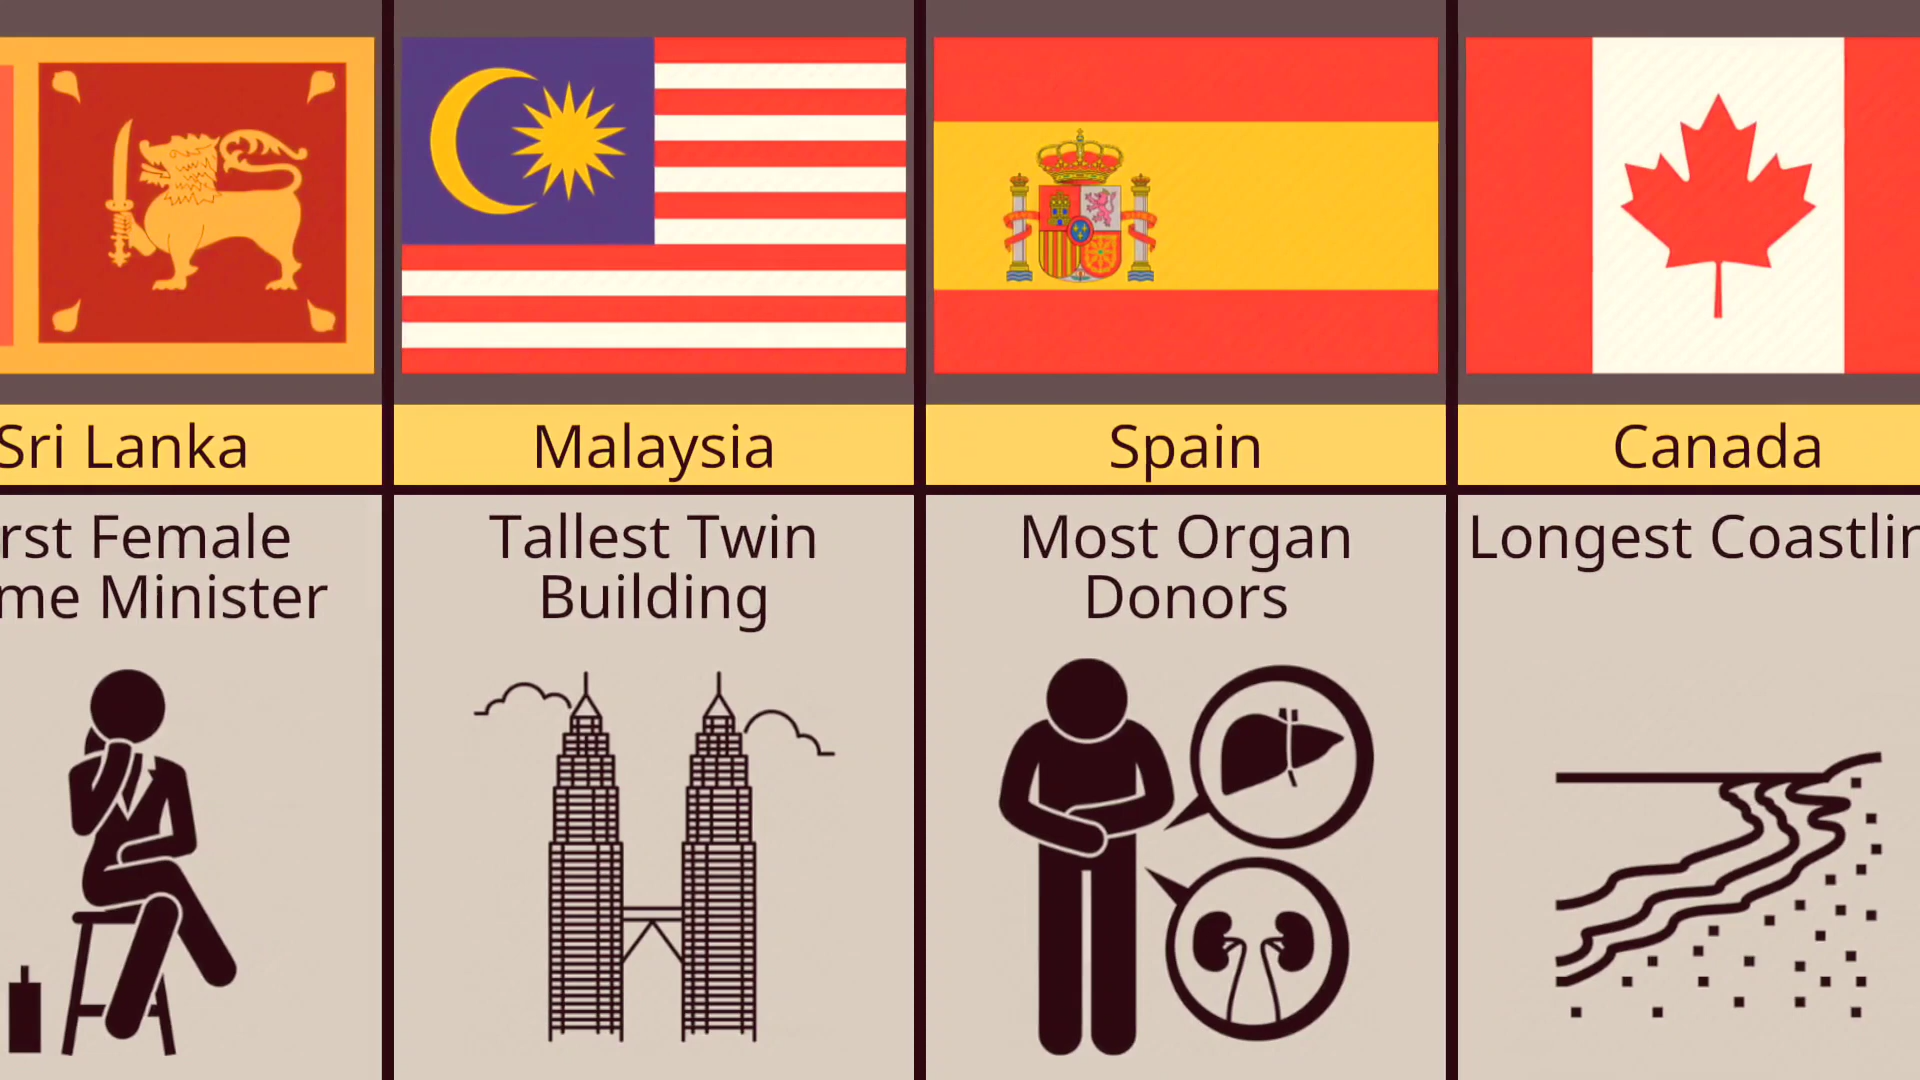 Sri Lanka
Malaysia
Spain
Canada
rst Female
me Minister
Tallest Twin
Building
Most Organ
Donors
Longest Coastlin